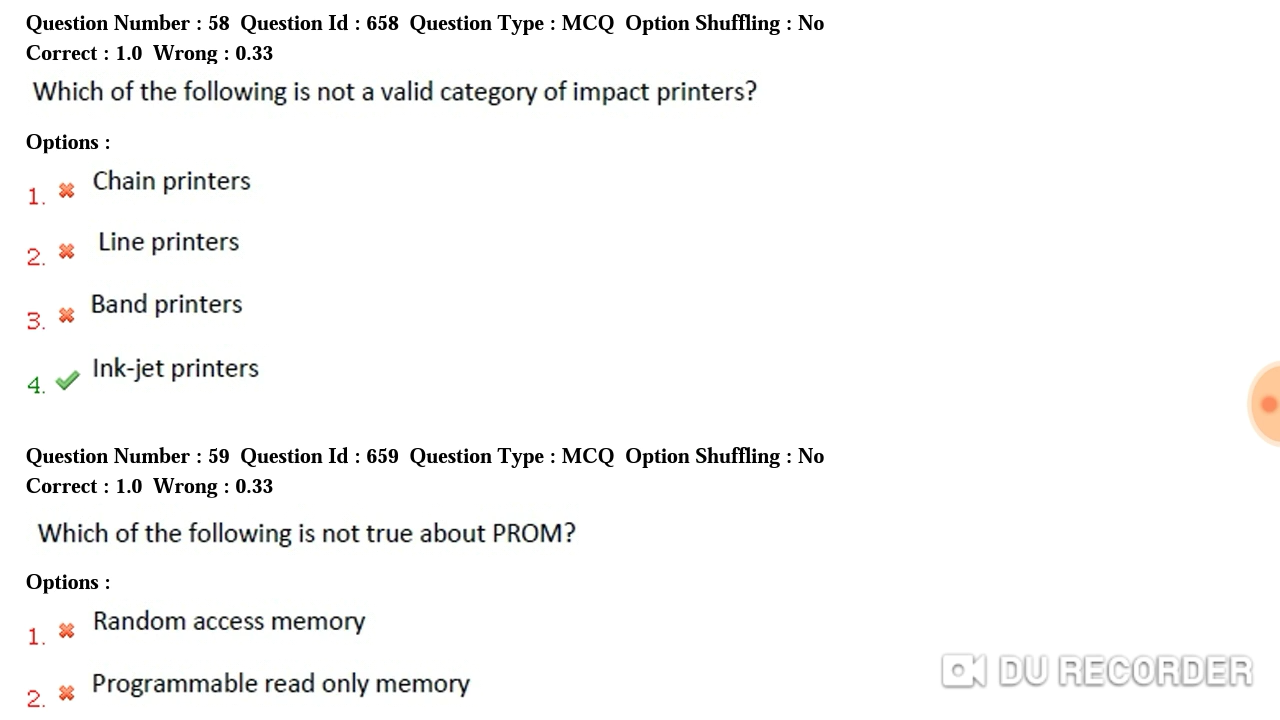 Question Number : 58 Question Id : 658 Question Type : MCQ Option Shuffling : No
Correct : 1.0 Wrong : 0.33
Which of the following is not a valid category of impact printers?
Options :
1. Chain printers
2. Line printers
3. Band printers
4. Ink-jet printers
Question Number : 59 Question Id : 659 Question Type : MCQ Option Shuffling : No
Correct : 1.0 Wrong : 0.33
Which of the following is not true about PROM?
Options :
1. Random access memory
2. Programmable read only memory
DU RECORDER